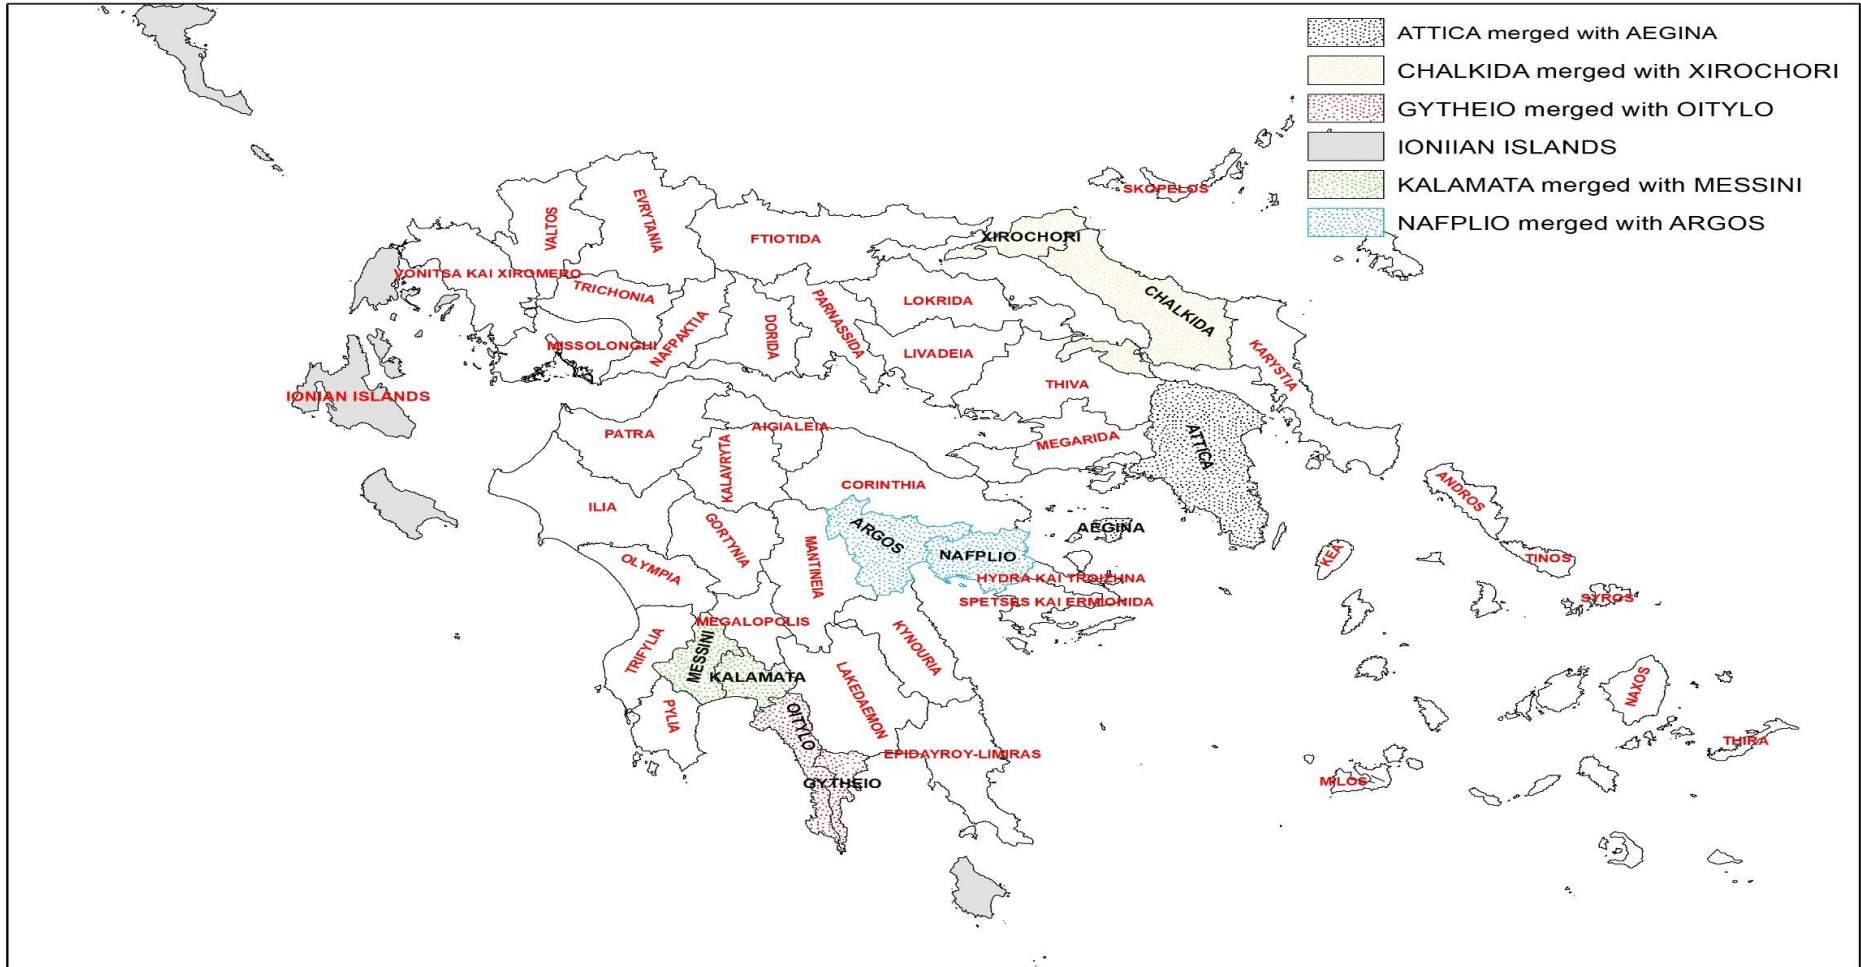 ATTICA merged with AEGINA
CHALKIDA merged with XIROCHORI
GYTHEIO merged with OITYLO
IONIIAN ISLANDS
KALAMATA merged with MESSINI
NAFPLIO merged with ARGOS
SKOPELOS
EVRYTANIA
VALTOS
FTIOTIDA
XIROCHORI
VONITSA KAI XIROMERO
TRICHONIA
PARNASSIDA
LOKRIDA
CHALKIDA
MISSOLONGHI
NAFPAKTIA
DORIDA
LIVADEIA
KARYSTIA
THIVA
IONIAN ISLANDS
PATRA
AIGIALEIA
MEGARIDA
ATTICA
KALAVRYTA
CORINTHIA
ANDROS
ILIA
GORTYNIA
MANTINEIA
ARGOS
NAFPLIO
AEGINA
KEA
TINOS
OLYMPIA
HYDRA KAI TROIZHNA
SPETSES KAI ERMIONIDA
SYROS
MEGALOPOLIS
TRIFYLIA
MESSINI
KYNOURIA
KALAMATA
LAKEDAEMON
NAXOS
PYLIA
OITYLO
EPIDAYROY-LIMIRAS
THIRA
GYTHEIO
MILOS